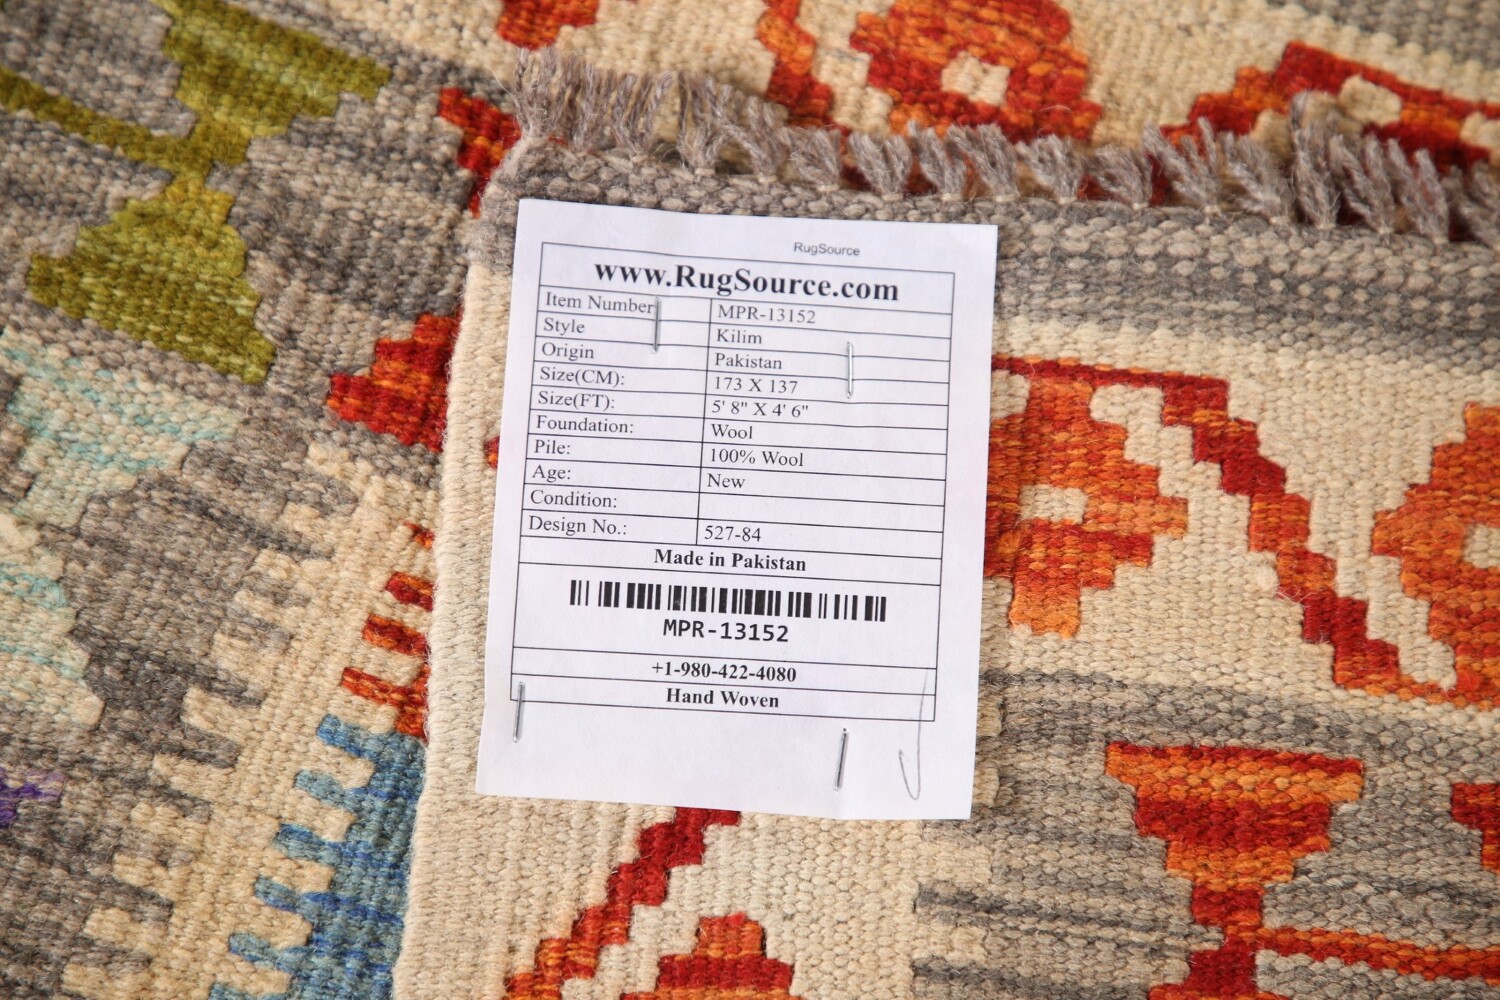 RugSource
www.RugSource.com
Item Number MPR-13152
Style Kilim
Origin Pakistan
Size(CM): 173 X 137
Size(FT): 5' 8" X 4' 6"
Foundation: Wool
Pile: 100% Wool
Age: New
Condition:
Design No.: 527-84
Made in Pakistan
MPR-13152
+1-980-422-4080
Hand Woven